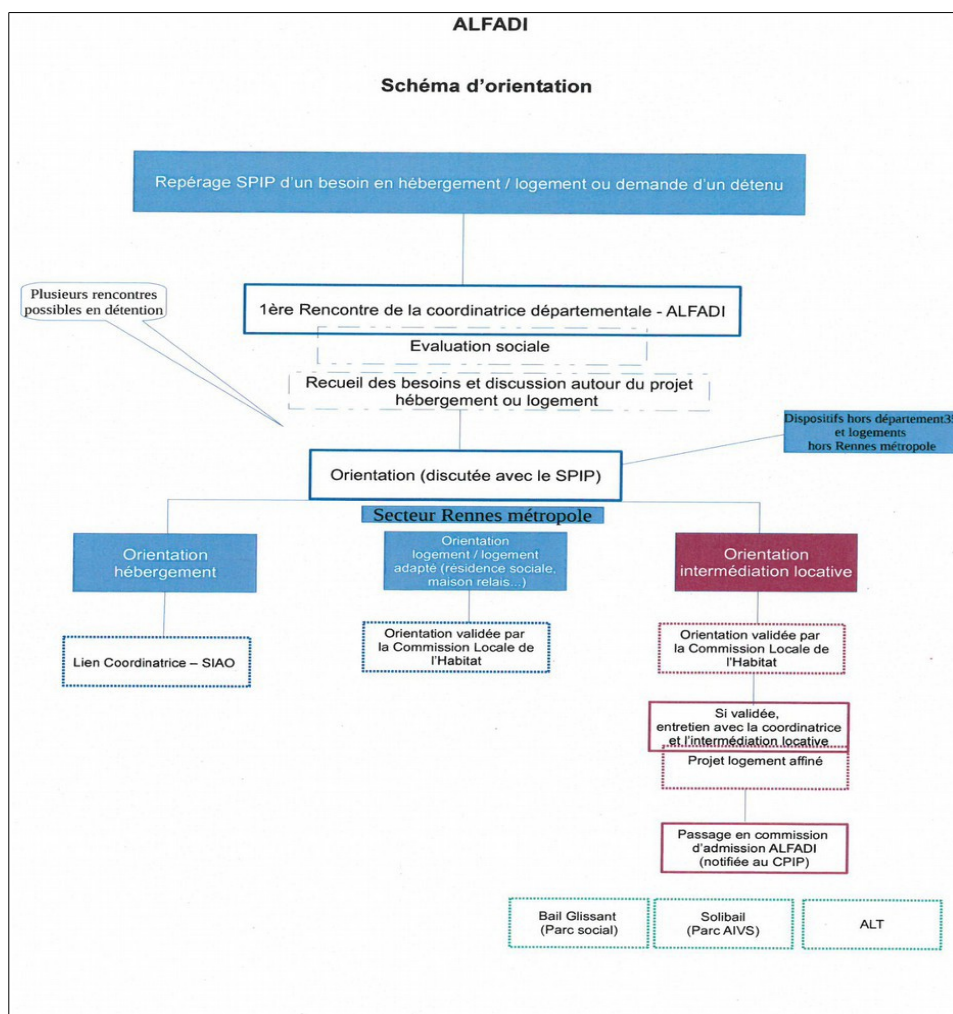 ALFADI
Schéma d'orientation
Repérage SPIP d'un besoin en hébergement / logement ou demande d'un détenu
Plusieurs rencontres
possibles en détention
1ère Rencontre de la coordinatrice départementale - ALFADI
Evaluation sociale
Recueil des besoins et discussion autour du projet
hébergement ou logement
Dispositifs hors département35
et logements
hors Rennes métropole
Orientation (discutée avec le SPIP)
Secteur Rennes métropole
Orientation
hébergement
Orientation
logement / logement
adapté (résidence sociale,
maison relais...)
Orientation
intermédiation locative
Lien Coordinatrice – SIAO
Orientation validée par
la Commission Locale de
l'Habitat
Orientation validée par
la Commission Locale de
l'Habitat
Si validée,
entretien avec la coordinatrice
et l'intermédiation locative
Projet logement affiné
Passage en commission
d'admission ALFADI
(notifiée au CPIP)
Bail Glissant
(Parc social)
Solibail
(Parc AIVS)
ALT